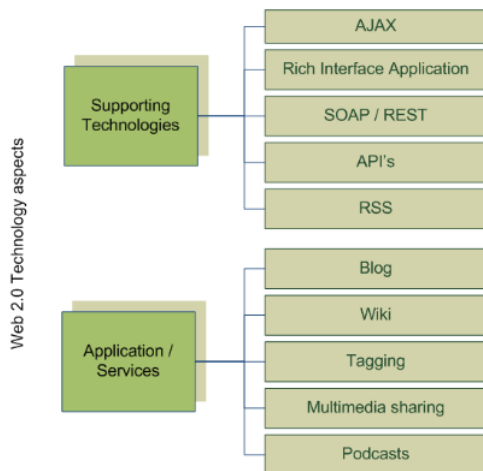 Web 2.0 Technology aspects
Supporting
Technologies
AJAX
Rich Interface Application
SOAP / REST
API's
RSS
Application /
Services
Blog
Wiki
Tagging
Multimedia sharing
Podcasts